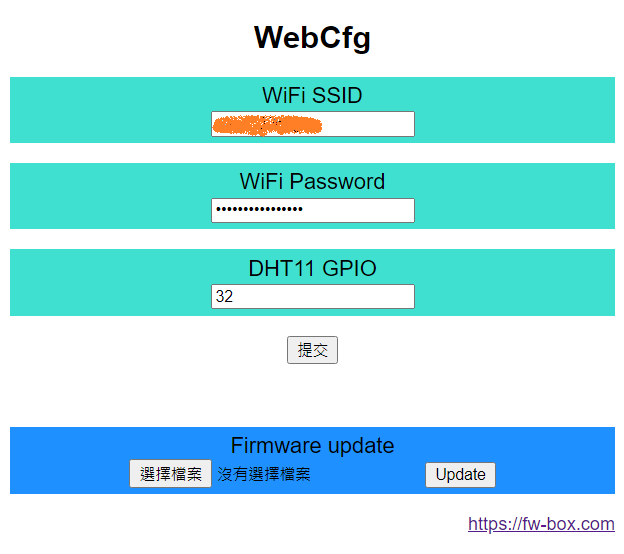 WebCfg
WiFi SSID
WiFi Password
••••••••••••••••
DHT11 GPIO
32
提交
Firmware update
選擇檔案 沒有選擇檔案 Update
https://fw-box.com